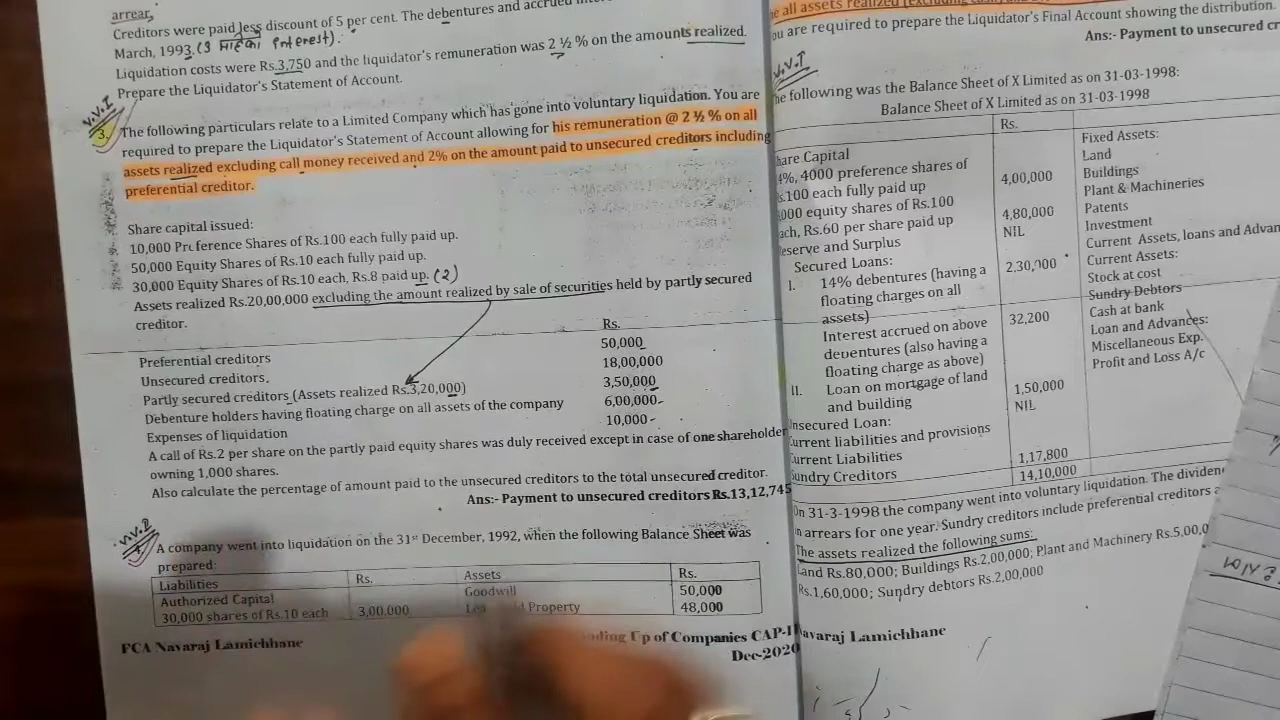 arrear,
Creditors were paid less discount of 5 per cent. The debentures and accrued
March, 1993. (3 महिना interest).
Liquidation costs were Rs.3,750 and the liquidator's remuneration was 2 ½ % on the amounts realized.
Prepare the Liquidator's Statement of Account.
V.V.I
3. The following particulars relate to a Limited Company which has gone into voluntary liquidation. You are
required to prepare the Liquidator's Statement of Account allowing for his remuneration @ 2 ½ % on all
assets realized excluding call money received and 2% on the amount paid to unsecured creditors including
preferential creditor.
Share capital issued:
10,000 Preference Shares of Rs.100 each fully paid up.
50,000 Equity Shares of Rs.10 each fully paid up.
30,000 Equity Shares of Rs.10 each, Rs.8 paid up. (2)
Assets realized Rs.20,00,000 excluding the amount realized by sale of securities held by partly secured
creditor.
Rs.
Preferential creditors 50,000
Unsecured creditors. 18,00,000
Partly secured creditors (Assets realized Rs.3,20,000) 3,50,000
Debenture holders having floating charge on all assets of the company 6,00,000
Expenses of liquidation 10,000
A call of Rs.2 per share on the partly paid equity shares was duly received except in case of one shareholder
owning 1,000 shares.
Also calculate the percentage of amount paid to the unsecured creditors to the total unsecured creditor.
Ans:- Payment to unsecured creditors Rs.13,12,745
4. A company went into liquidation on the 31st December, 1992, when the following Balance Sheet was
prepared:
Liabilities Rs. Assets Rs.
Authorized Capital Goodwill 50,000
30,000 shares of Rs.10 each 3,00,000 Property 48,000
FCA Navaraj Lamichhane
Up of Companies CAP-I
Dec-2020
all assets realized
ou are required to prepare the Liquidator's Final Account showing the distribution.
Ans:- Payment to unsecured cr
V.V.I
he following was the Balance Sheet of X Limited as on 31-03-1998:
Balance Sheet of X Limited as on 31-03-1998
Rs.
hare Capital Fixed Assets:
4%, 4000 preference shares of Land
s.100 each fully paid up 4,00,000 Buildings
000 equity shares of Rs.100 Plant & Machineries
ach, Rs.60 per share paid up 4,80,000 Patents
eserve and Surplus NIL Investment
Secured Loans: Current Assets, loans and Advan
I. 14% debentures (having a 2,30,000 Current Assets:
floating charges on all Stock at cost
assets) Sundry Debtors
Interest accrued on above 32,200 Cash at bank
debentures (also having a Loan and Advances:
floating charge as above) Miscellaneous Exp.
II. Loan on mortgage of land 1,50,000 Profit and Loss A/c
and building NIL
Unsecured Loan:
Current liabilities and provisions
Current Liabilities 1,17,800
Sundry Creditors 14,10,000
On 31-3-1998 the company went into voluntary liquidation. The dividen
in arrears for one year. Sundry creditors include preferential creditors
The assets realized the following sums:
Land Rs.80,000; Buildings Rs.2,00,000; Plant and Machinery Rs.5,00,0
Rs.1,60,000; Sundry debtors Rs.2,00,000
Navaraj Lamichhane